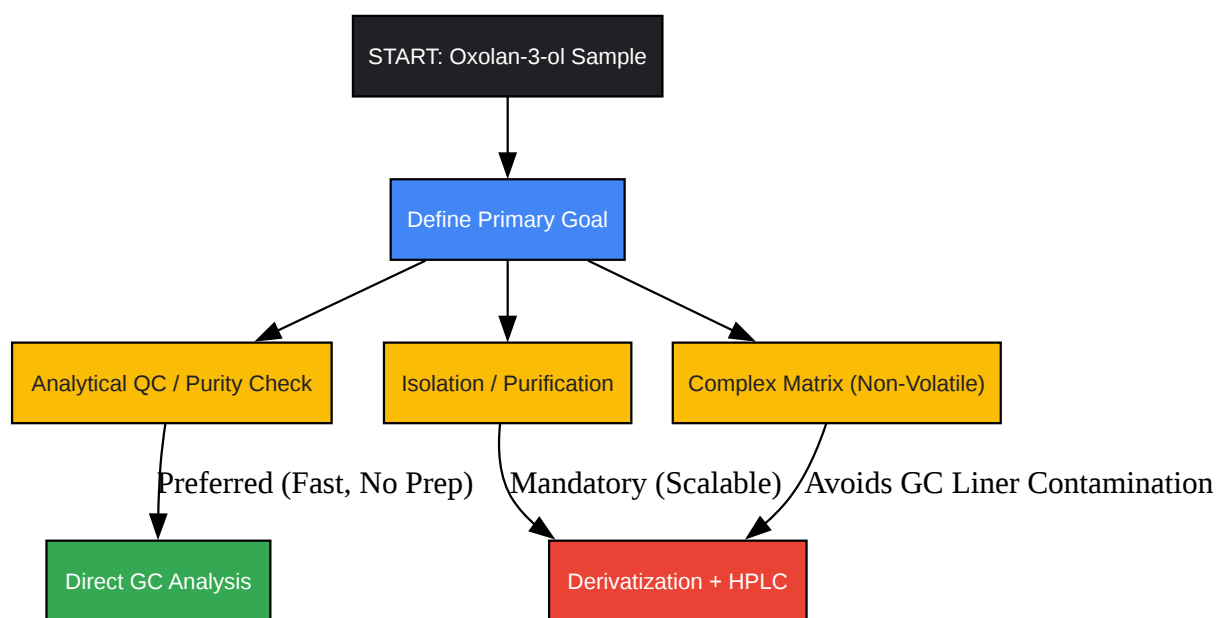 START: Oxolan-3-ol Sample
Define Primary Goal
Analytical QC / Purity Check
Isolation / Purification
Complex Matrix (Non-Volatile)
Preferred (Fast, No Prep)
Mandatory (Scalable)
Avoids GC Liner Contamination
Direct GC Analysis
Derivatization + HPLC